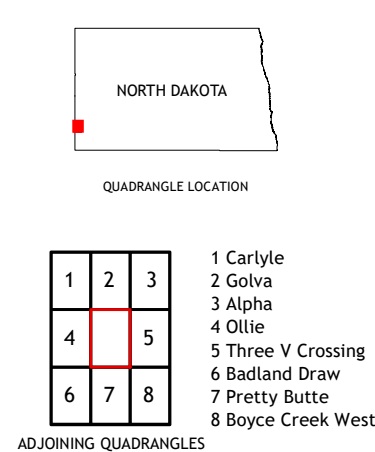 NORTH DAKOTA
QUADRANGLE LOCATION
1 2 3
4 5
6 7 8
1 Carlyle
2 Golva
3 Alpha
4 Ollie
5 Three V Crossing
6 Badland Draw
7 Pretty Butte
8 Boyce Creek West
ADJOINING QUADRANGLES